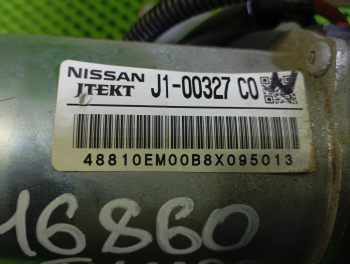 NISSAN J1-00327 C0
JTEKT
48810EM00B8X095013
16860